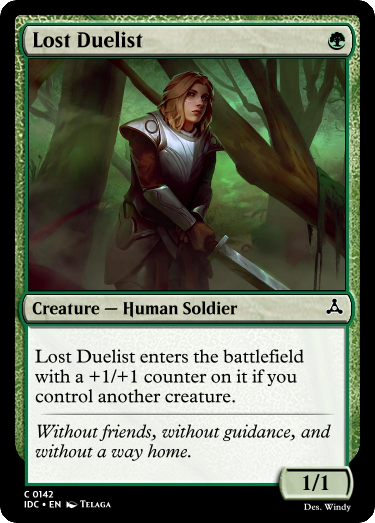 Lost Duelist
Creature — Human Soldier
Lost Duelist enters the battlefield
with a +1/+1 counter on it if you
control another creature.
Without friends, without guidance, and
without a way home.
1/1
C 0142
IDC • EN Telaga
Des. Windy